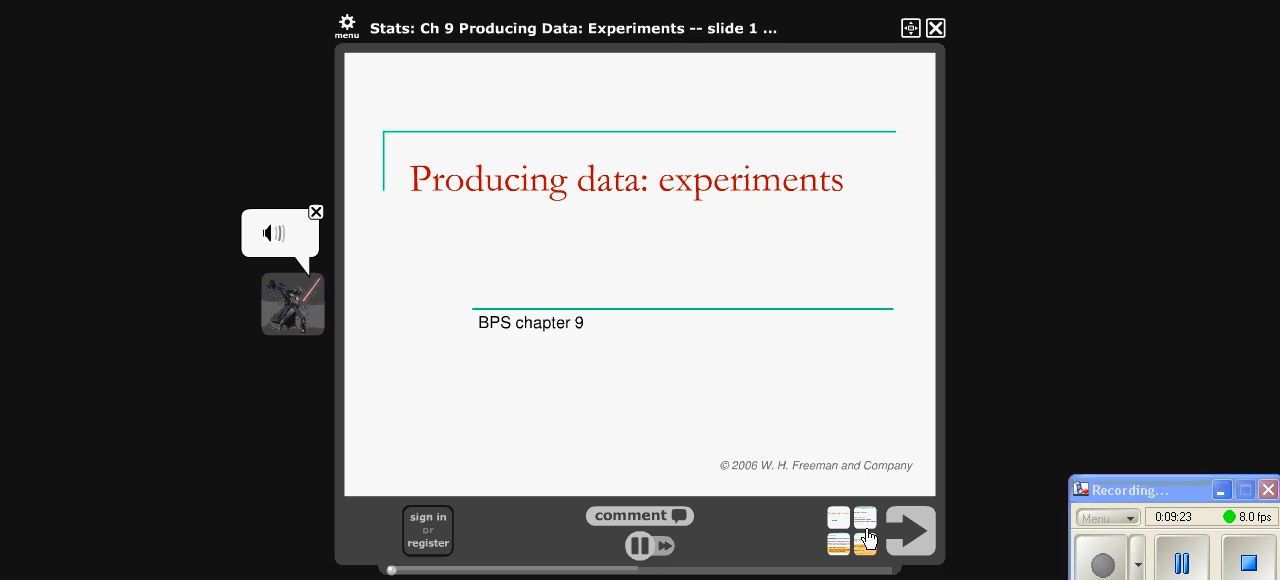 menu
Stats: Ch 9 Producing Data: Experiments -- slide 1 ...
Producing data: experiments
BPS chapter 9
© 2006 W. H. Freeman and Company
sign in
or
register
comment
Recording...
Menu
0:09:23
8.0 fps